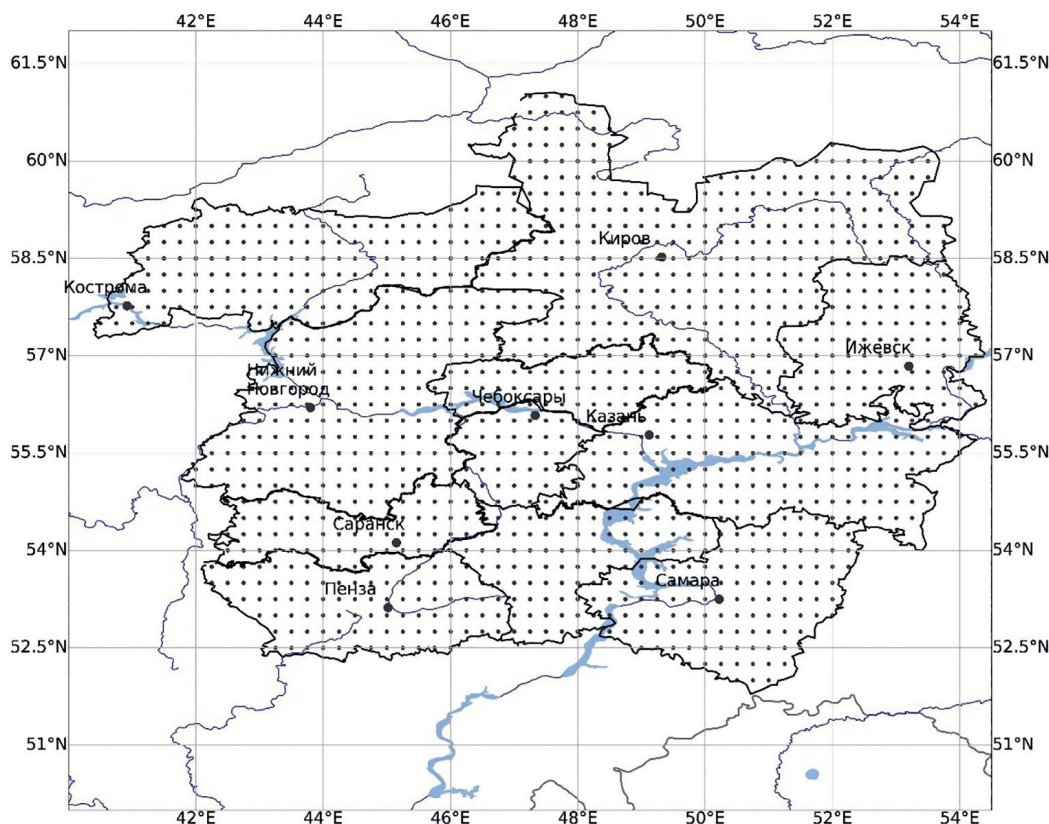 42°E 44°E 46°E 48°E 50°E 52°E 54°E
61.5°N 61.5°N
60°N 60°N
Киров
58.5°N 58.5°N
Кострома
57°N 57°N
Ижевск
Нижний
Новгород
Чебоксары
Казань
55.5°N 55.5°N
Саранск
54°N 54°N
Самара
Пенза
52.5°N 52.5°N
51°N 51°N
42°E 44°E 46°E 48°E 50°E 52°E 54°E